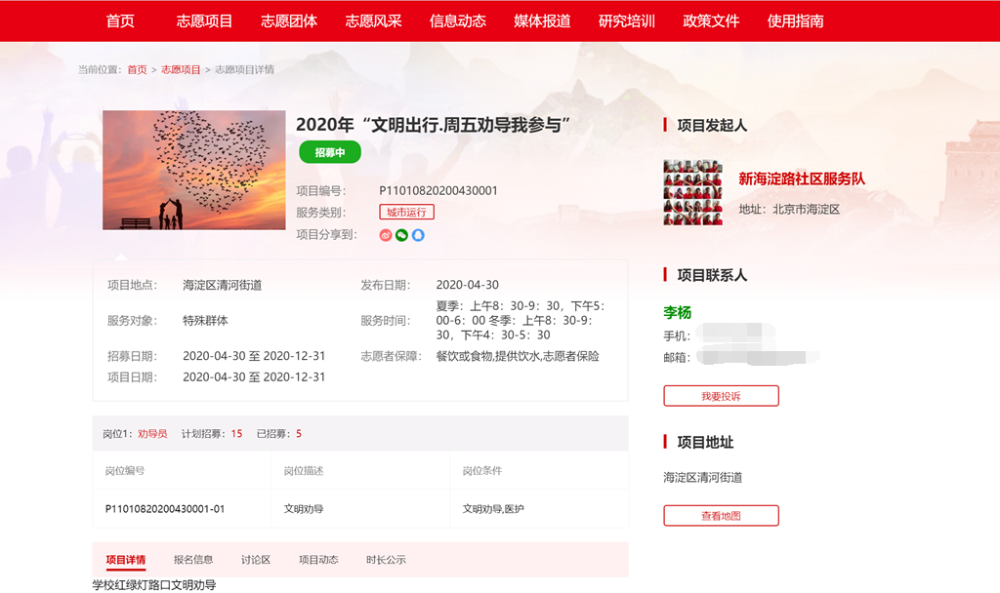 首页 志愿项目 志愿团体 志愿风采 信息动态 媒体报道 研究培训 政策文件 使用指南
当前位置：首页 > 志愿项目 > 志愿项目详情
2020年“文明出行.周五劝导我参与”
招募中
项目编号： P11010820200430001
服务类别： 城市运行
项目分享到：
项目地点： 海淀区清河街道 发布日期： 2020-04-30
服务对象： 特殊群体 服务时间： 夏季：上午8：30-9：30，下午5：
00-6：00 冬季：上午8：30-9：
30，下午4：30-5：30
招募日期： 2020-04-30 至 2020-12-31 志愿者保障： 餐饮或食物,提供饮水,志愿者保险
项目日期： 2020-04-30 至 2020-12-31
岗位1：劝导员 计划招募：15 已招募：5
岗位编号 岗位描述 岗位条件
P11010820200430001-01 文明劝导 文明劝导,医护
项目详情 报名信息 讨论区 项目动态 时长公示
学校红绿灯路口文明劝导
项目发起人
新海淀路社区服务队
地址：北京市海淀区
项目联系人
李杨
手机：
邮箱：
我要投诉
项目地址
海淀区清河街道
查看地图